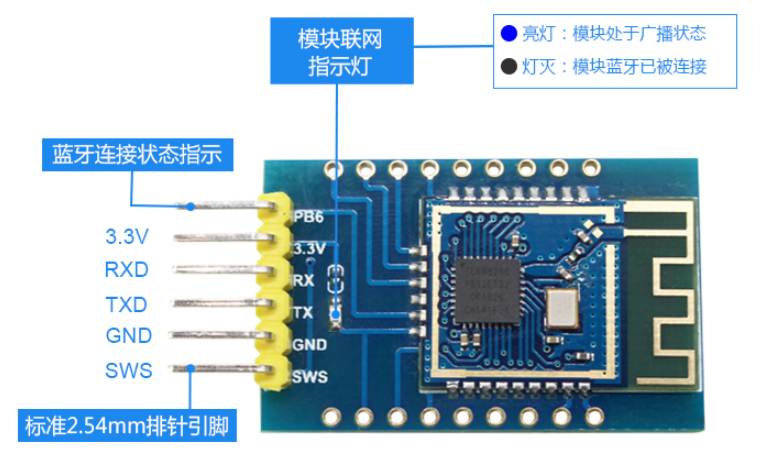 模块联网
指示灯
亮灯：模块处于广播状态
灯灭：模块蓝牙已被连接
蓝牙连接状态指示
PB6
3.3V
3.3V
RXD
RX
TXD
TX
GND
GND
SWS
SWS
标准2.54mm排针引脚